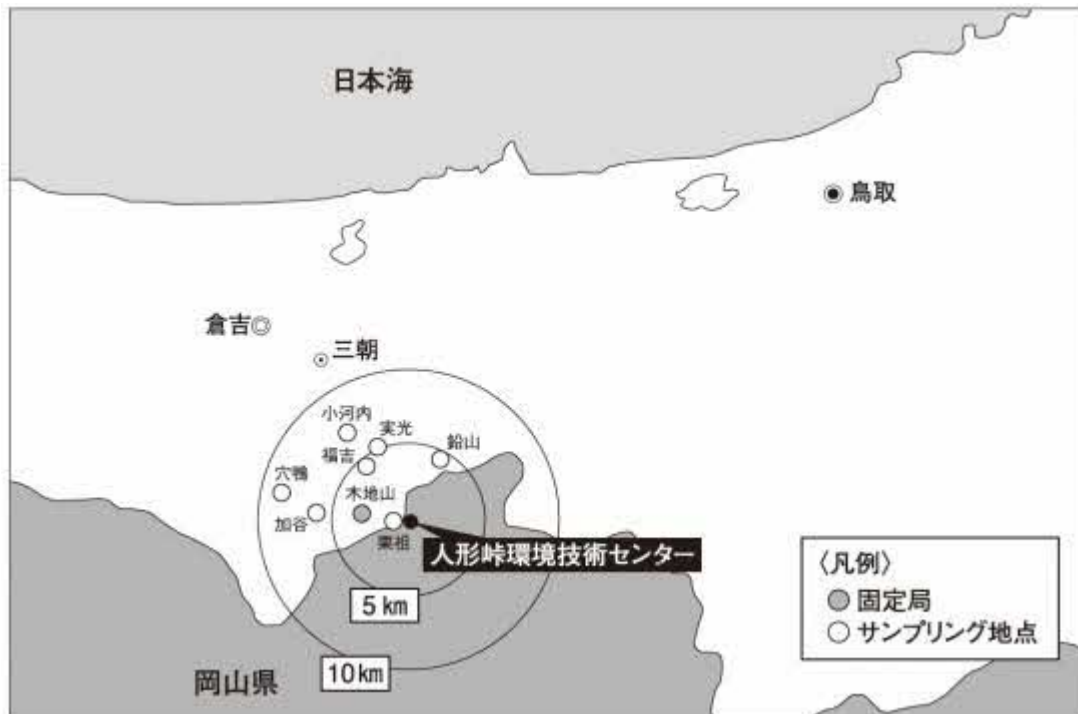 日本海
鳥取
倉吉
三朝
小河内
実光
鉛山
福吉
穴鴨
木地山
加谷
栗祖
人形峠環境技術センター
5 km
10 km
岡山県
〈凡例〉
固定局
サンプリング地点